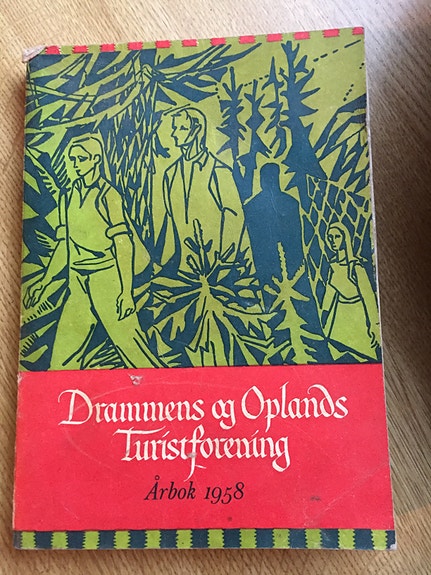 Drammens og Oplands
Turistforening
Årbok 1958